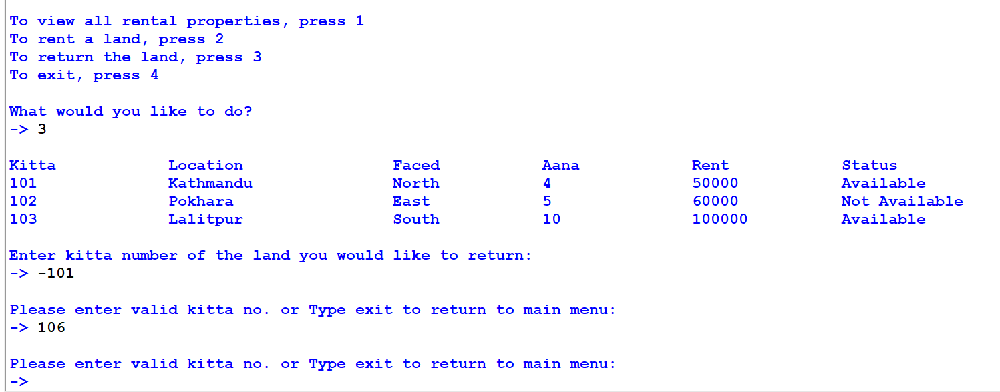 To view all rental properties, press 1
To rent a land, press 2
To return the land, press 3
To exit, press 4
What would you like to do?
-> 3
Kitta Location Faced Aana Rent Status
101 Kathmandu North 4 50000 Available
102 Pokhara East 5 60000 Not Available
103 Lalitpur South 10 100000 Available
Enter kitta number of the land you would like to return:
-> -101
Please enter valid kitta no. or Type exit to return to main menu:
-> 106
Please enter valid kitta no. or Type exit to return to main menu:
->